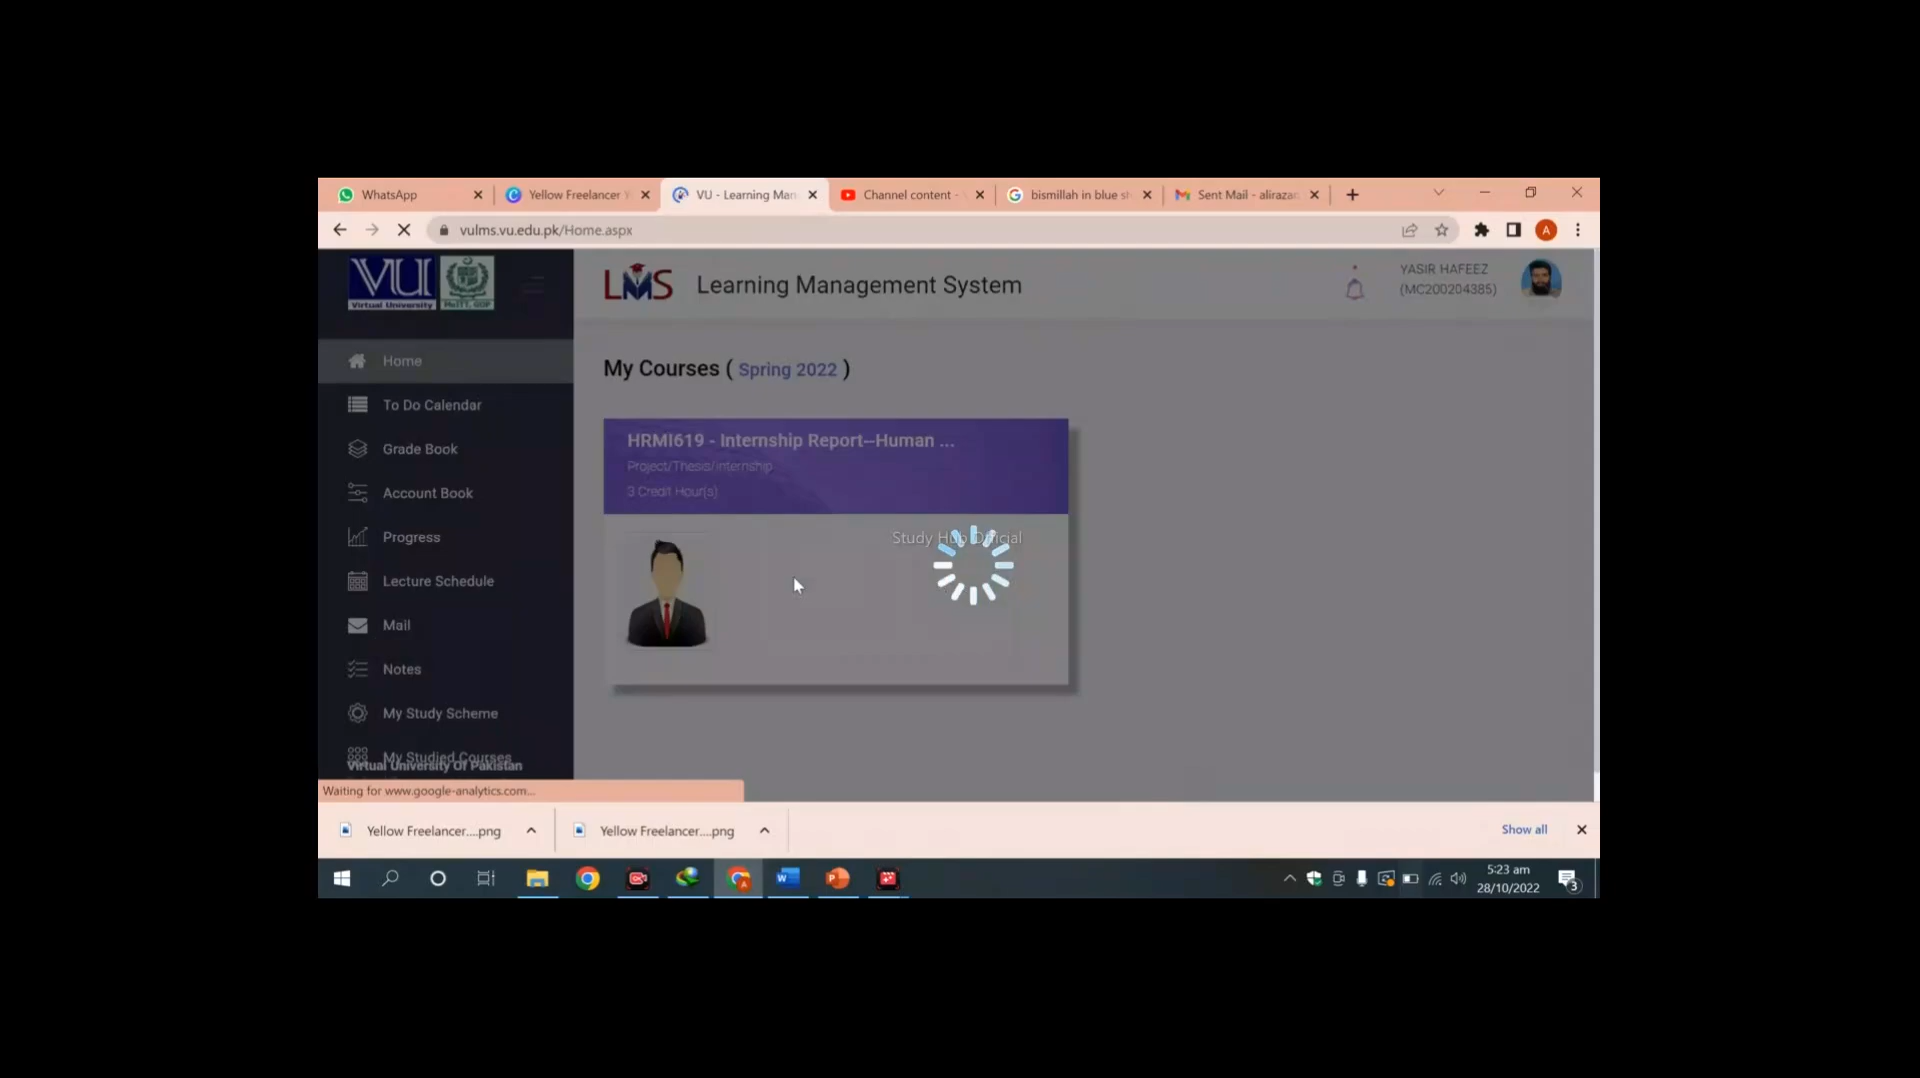 WhatsApp
Yellow Freelancer
VU - Learning Man
Channel content -
bismillah in blue st
Sent Mail - alirazar
vulms.vu.edu.pk/Home.aspx
A
VU
Virtual University
LMS
Learning Management System
YASIR HAFEEZ
(MC200204385)
Home
To Do Calendar
Grade Book
Account Book
Progress
Lecture Schedule
Mail
Notes
My Study Scheme
My Studied Courses
Virtual University Of Pakistan
My Courses ( Spring 2022 )
HRMI619 - Internship Report--Human ...
Project/Thesis/Internship
3 Credit Hour(s)
Study Hub Official
Waiting for www.google-analytics.com...
Yellow Freelancer....png
Yellow Freelancer....png
Show all
5:23 am
28/10/2022
3